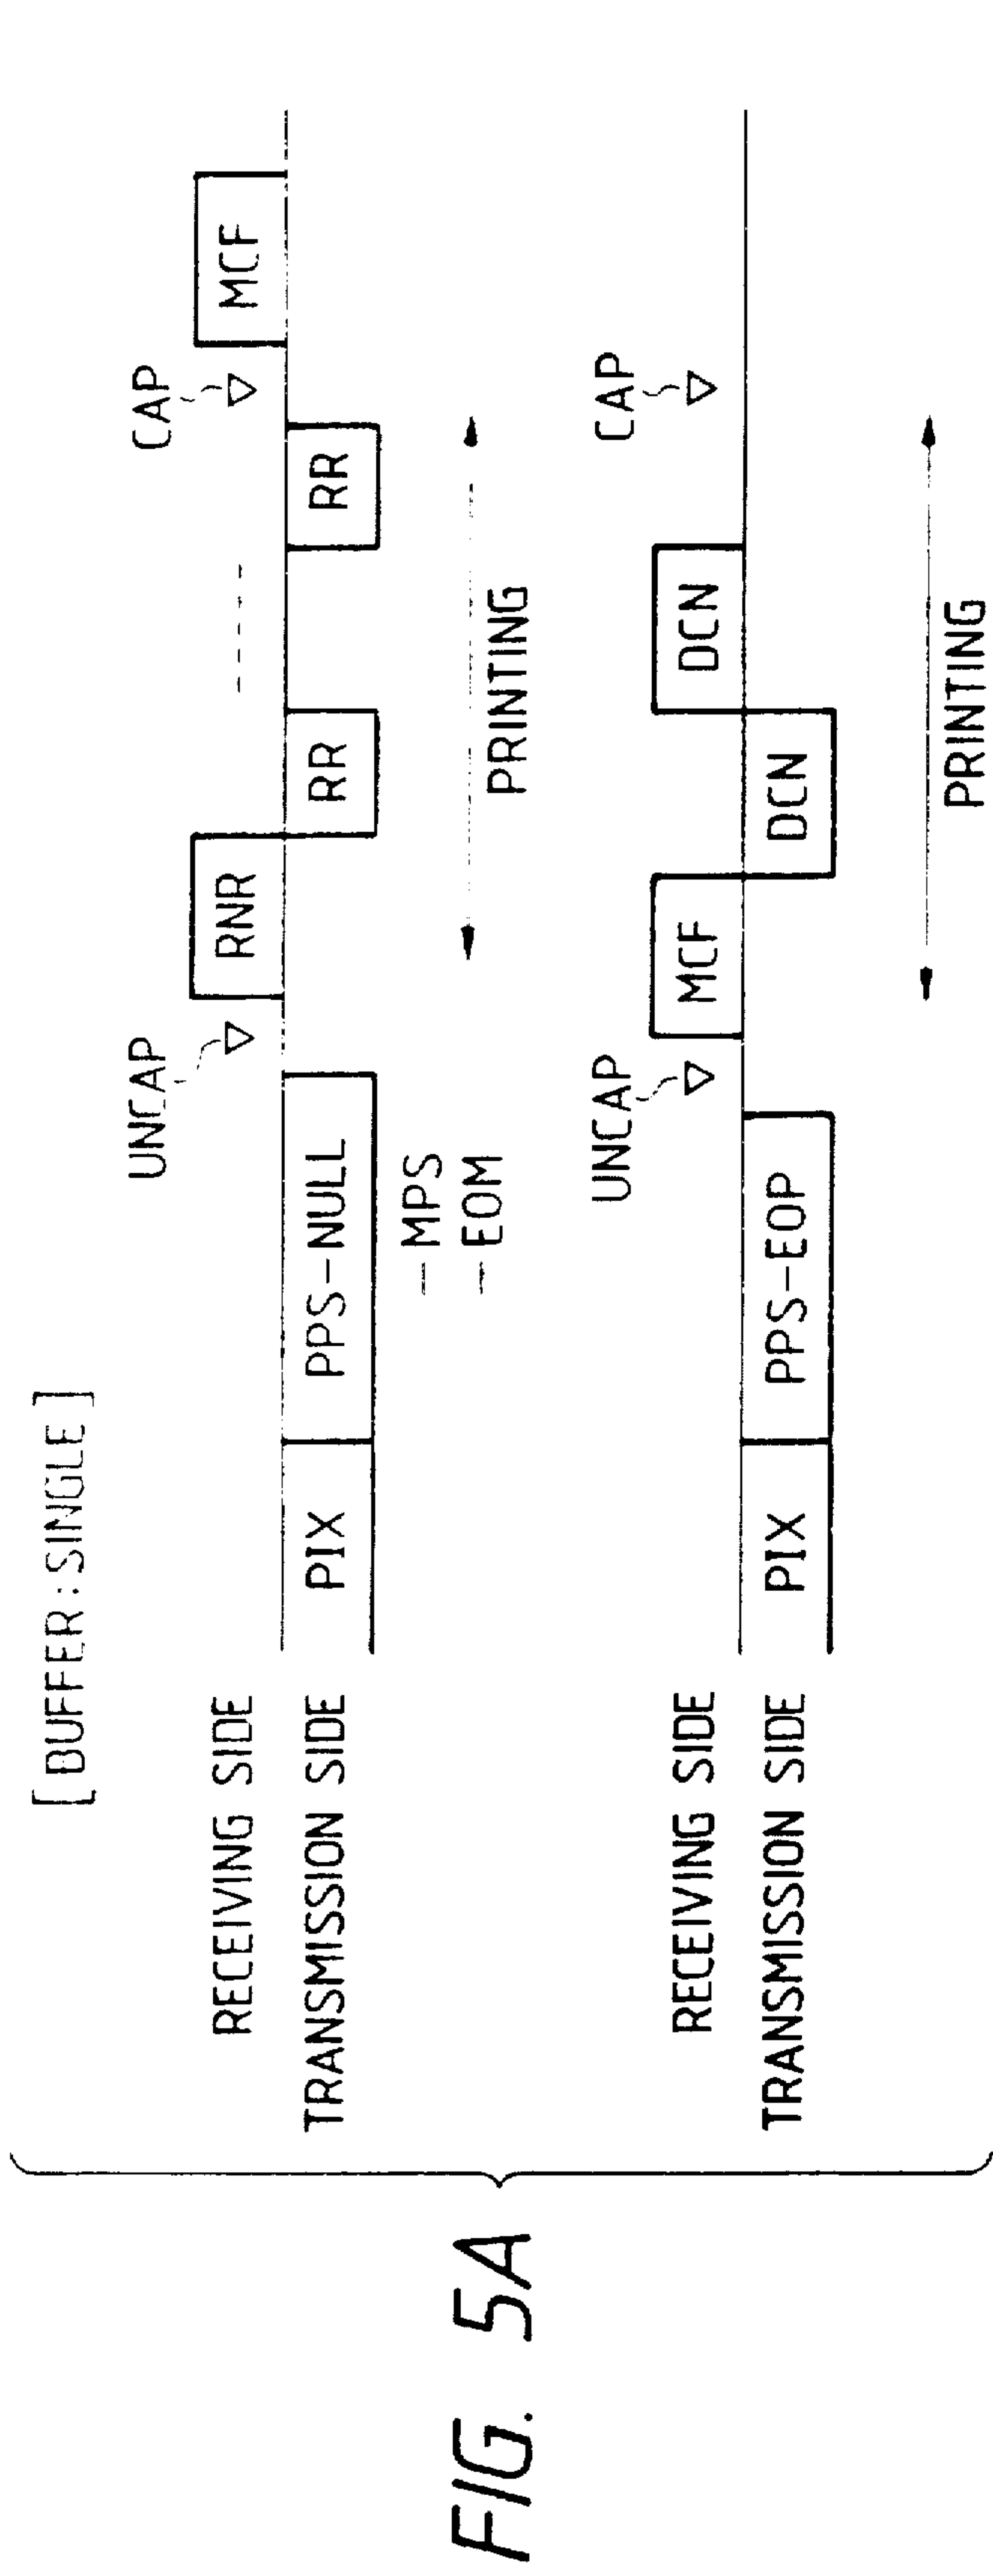 FIG. 5A
[BUFFER:SINGLE]
RECEIVING SIDE
TRANSMISSION SIDE
PIX
PPS-NULL
-MPS
-EOM
UNCAP
RNR
RR
-----
RR
CAP
MCF
PRINTING
RECEIVING SIDE
TRANSMISSION SIDE
PIX
PPS-EOP
UNCAP
MCF
DCN
DCN
CAP
PRINTING